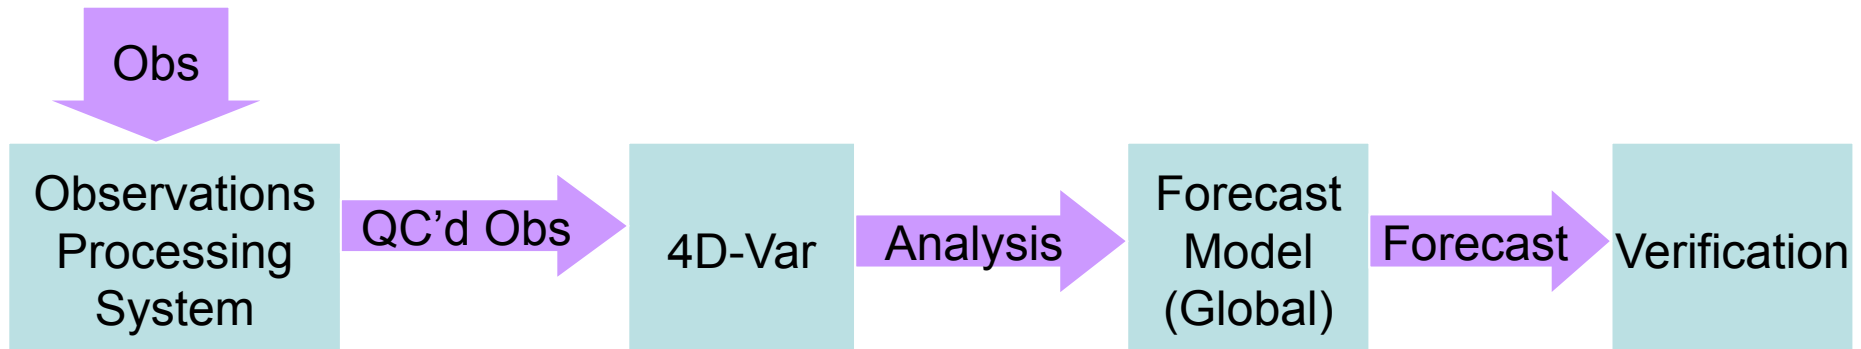 Obs
Observations
Processing
System
QC’d Obs
4D-Var
Analysis
Forecast
Model
(Global)
Forecast
Verification